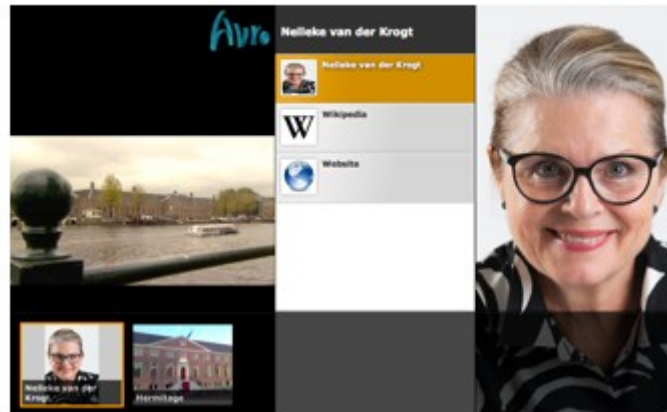 Avro
Nelleke van der Krogt
Nelleke van der Krogt
W
Wikipedia
Website
Nelleke van der
Krogt
Hermitage